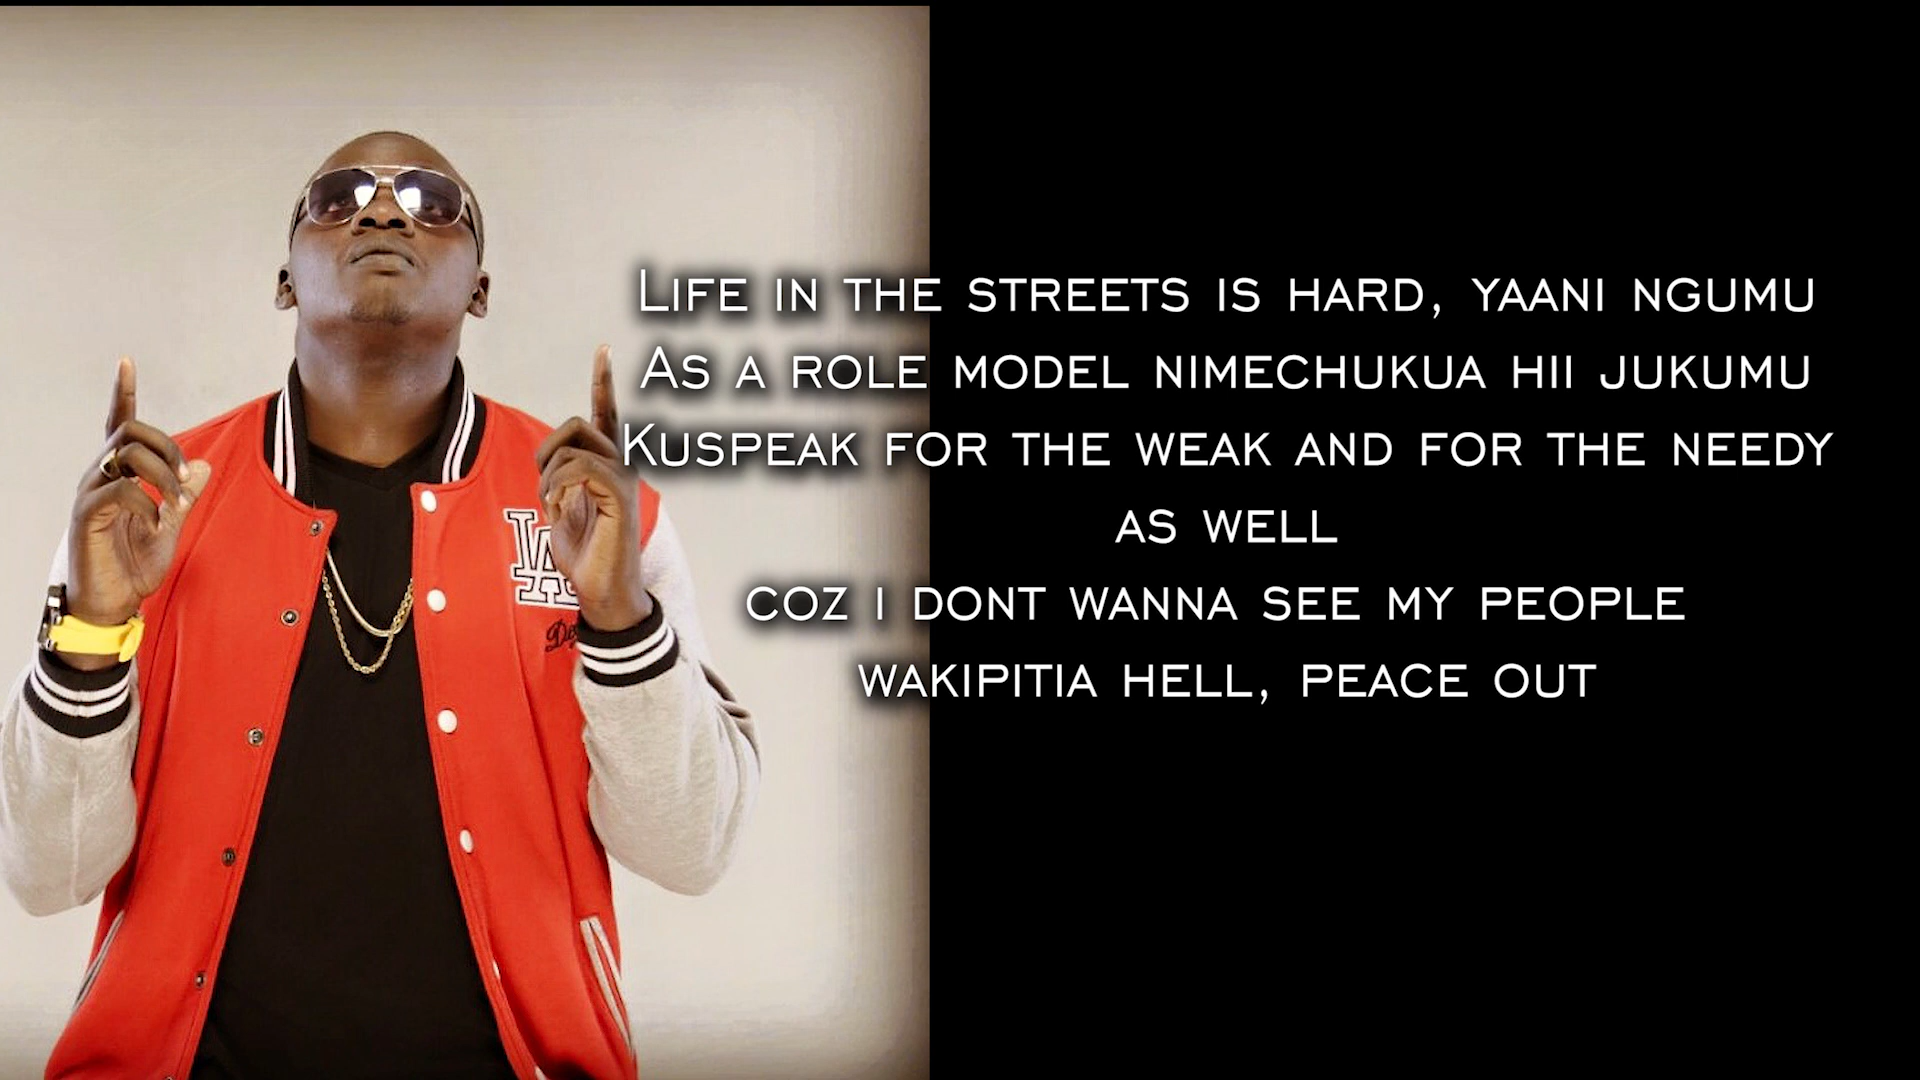 LIFE IN THE STREETS IS HARD, YAANI NGUMU
AS A ROLE MODEL NIMECHUKUA HII JUKUMU
KUSPEAK FOR THE WEAK AND FOR THE NEEDY
AS WELL
COZ I DONT WANNA SEE MY PEOPLE
WAKIPITIA HELL, PEACE OUT
LA